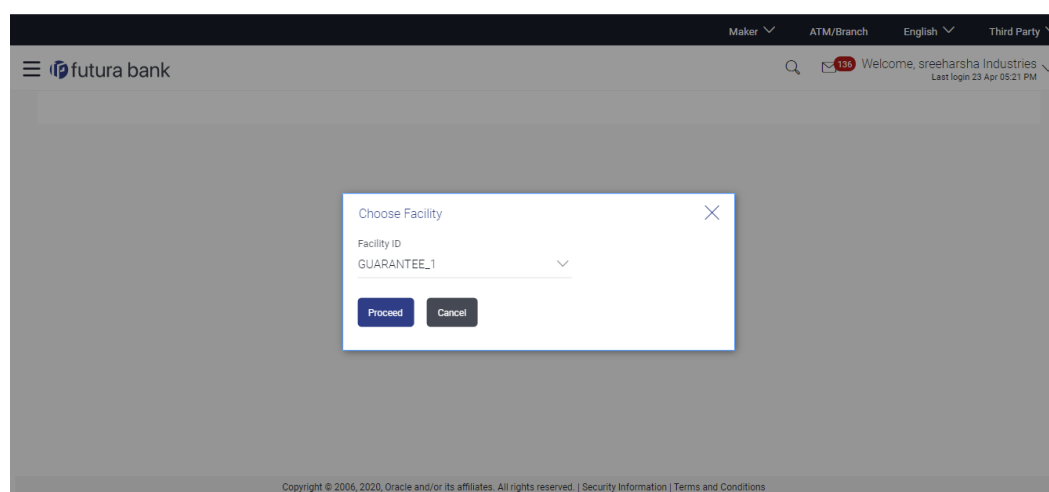 Maker ATM/Branch English Third Party
futura bank 136 Welcome, sreeharsha Industries
Last login 23 Apr 05:21 PM
Choose Facility
Facility ID
GUARANTEE_1
Proceed Cancel
Copyright © 2006, 2020, Oracle and/or its affiliates. All rights reserved. | Security Information | Terms and Conditions